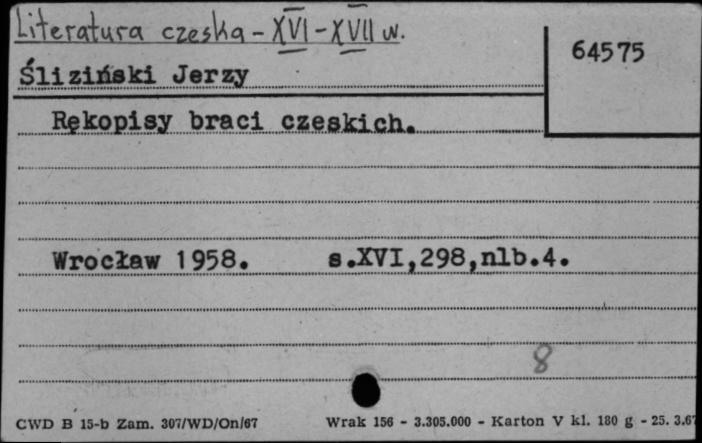 Literatura czeska - XVI - XVII w.
64575
Śliziński Jerzy
Rękopisy braci czeskich.
Wrocław 1958. s.XVI,298,nlb.4.
8
CWD B 15-b Zam. 307/WD/On/67 Wrak 156 - 3.305.000 - Karton V kl. 180 g - 25. 3.67